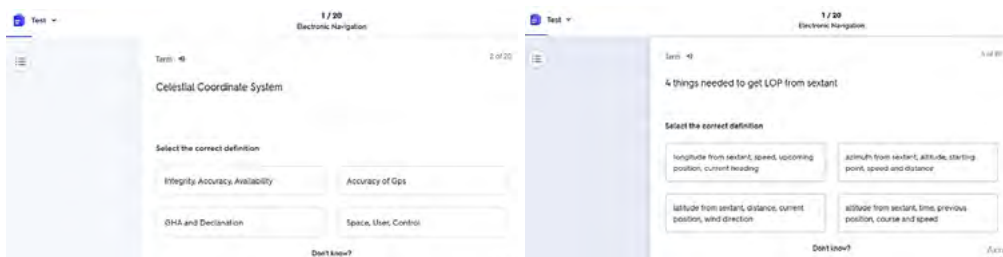 Test
1 / 20
Electronic Navigation
Term
2 of 20
Celestial Coordinate System
Select the correct definition
Integrity, Accuracy, Availability
Accuracy of Gps
GHA and Declanation
Space, User, Control
Don't know?
Test
1 / 20
Electronic Navigation
Term
4 things needed to get LOP from sextant
Select the correct definition
longitude from sextant, speed, upcoming
position, current heading
azimuth from sextant, altitude, starting
point, speed and distance
latitude from sextant, distance, current
position, wind direction
altitude from sextant, time, previous
position, course and speed
Don't know?